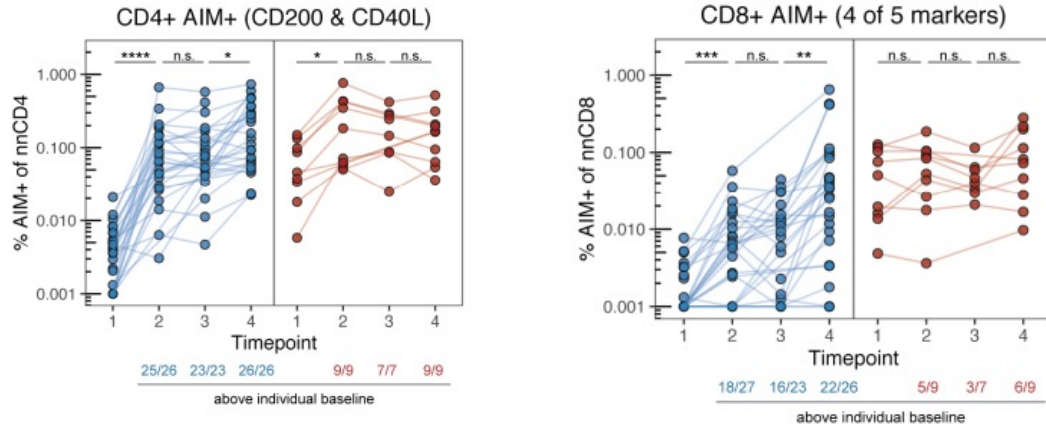 CD4+ AIM+ (CD200 & CD40L)
**** n.s. * * n.s. n.s.
% AIM+ of nnCD4
1.000
0.100
0.010
0.001
1 2 3 4 1 2 3 4
Timepoint
25/26 23/23 26/26 9/9 7/7 9/9
above individual baseline
CD8+ AIM+ (4 of 5 markers)
*** n.s. ** n.s. n.s. n.s.
% AIM+ of nnCD8
1.000
0.100
0.010
0.001
1 2 3 4 1 2 3 4
Timepoint
18/27 16/23 22/26 5/9 3/7 6/9
above individual baseline